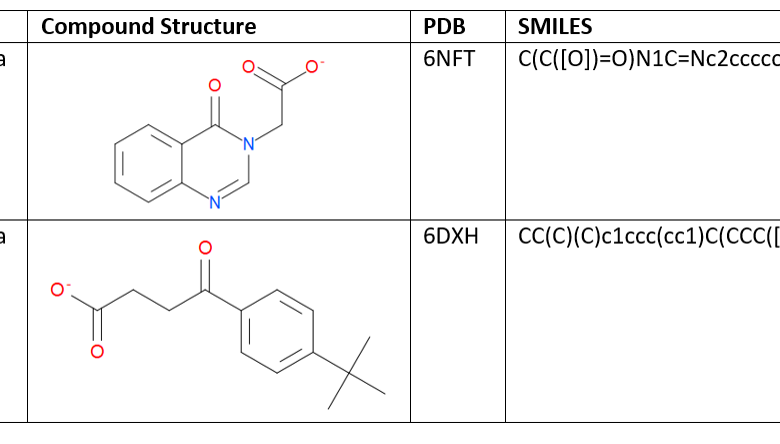 Compound Structure PDB SMILES
a 6NFT C(C([O])=O)N1C=Nc2ccccc
O O O-
N
N
a 6DXH CC(C)(C)c1ccc(cc1)C(CCC([
O
O-
O